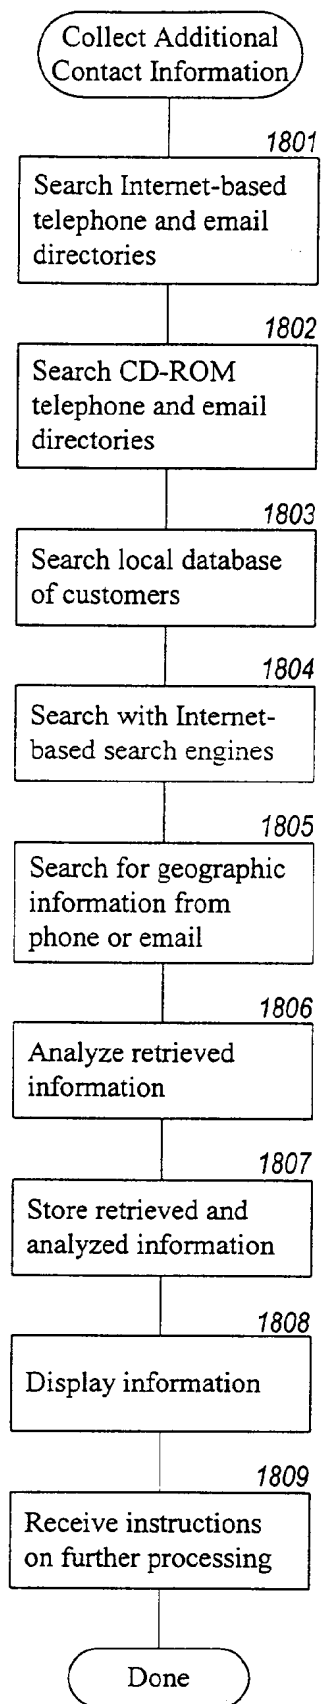 Collect Additional
Contact Information
1801
Search Internet-based
telephone and email
directories
1802
Search CD-ROM
telephone and email
directories
1803
Search local database
of customers
1804
Search with Internet-
based search engines
1805
Search for geographic
information from
phone or email
1806
Analyze retrieved
information
1807
Store retrieved and
analyzed information
1808
Display information
1809
Receive instructions
on further processing
Done